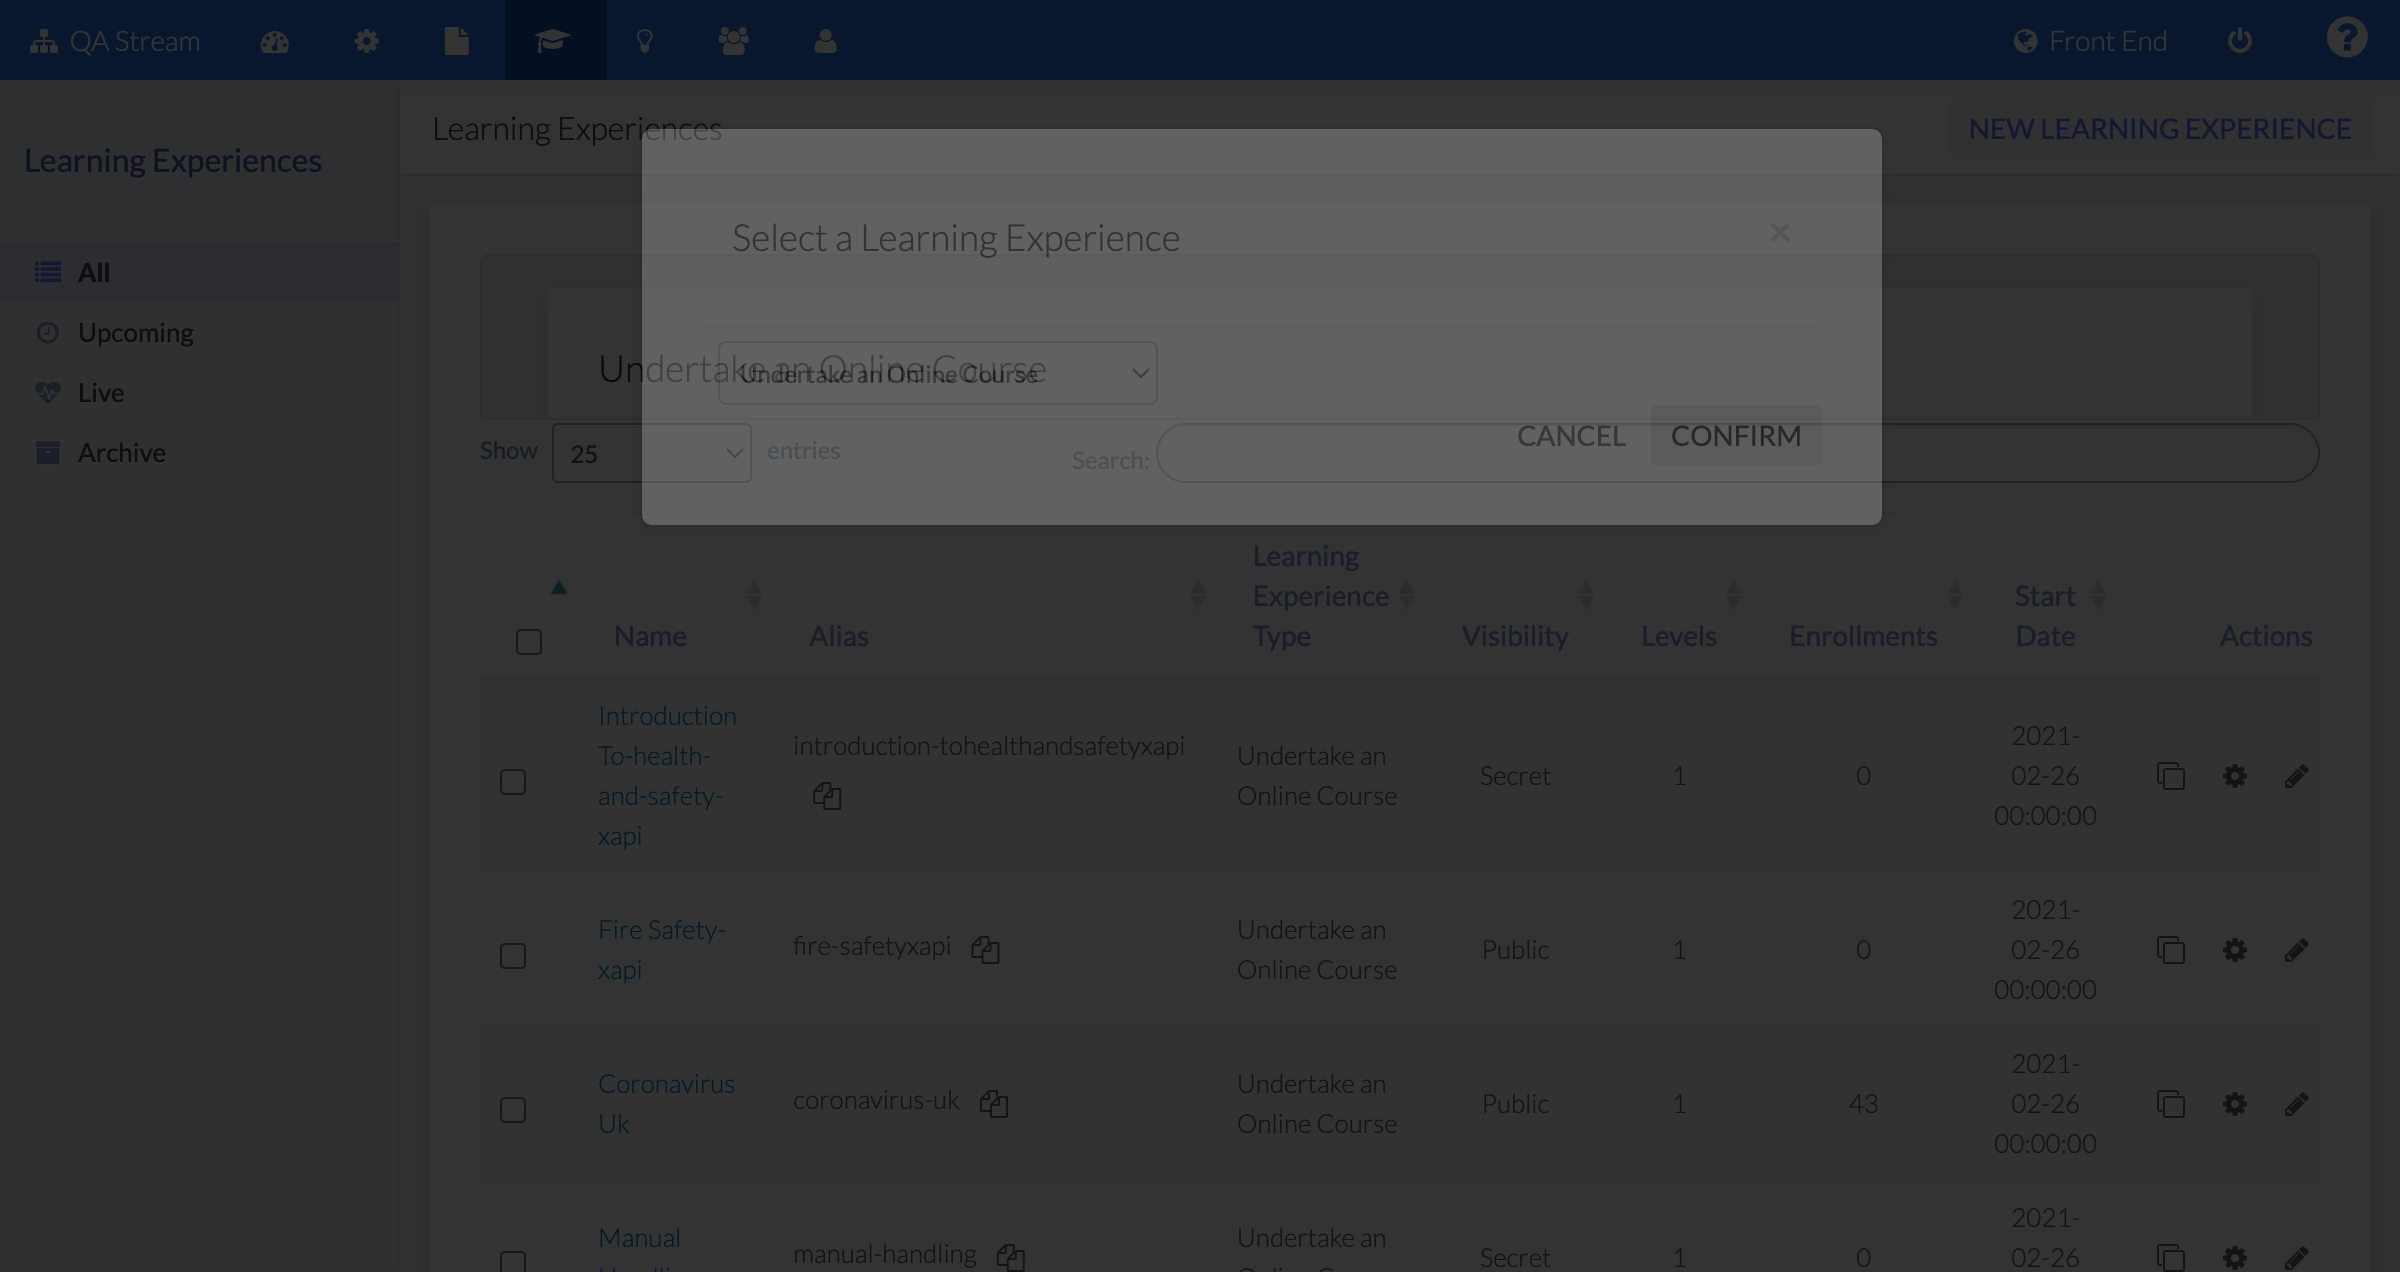 QA Stream
Front End
Learning Experiences
All
Upcoming
Live
Archive
Learning Experiences
NEW LEARNING EXPERIENCE
Select a Learning Experience
×
Undertake an Online Course
Undertake an Online Course
CANCEL
CONFIRM
Show 25 entries
Search:
Name
Alias
Learning
Experience
Type
Visibility
Levels
Enrollments
Start
Date
Actions
Introduction
To-health-
and-safety-
xapi
introduction-tohealthandsafetyxapi
Undertake an
Online Course
Secret
1
0
2021-
02-26
00:00:00
Fire Safety-
xapi
fire-safetyxapi
Undertake an
Online Course
Public
1
0
2021-
02-26
00:00:00
Coronavirus
Uk
coronavirus-uk
Undertake an
Online Course
Public
1
43
2021-
02-26
00:00:00
Manual
manual-handling
Undertake an
Secret
1
0
2021-
02-26